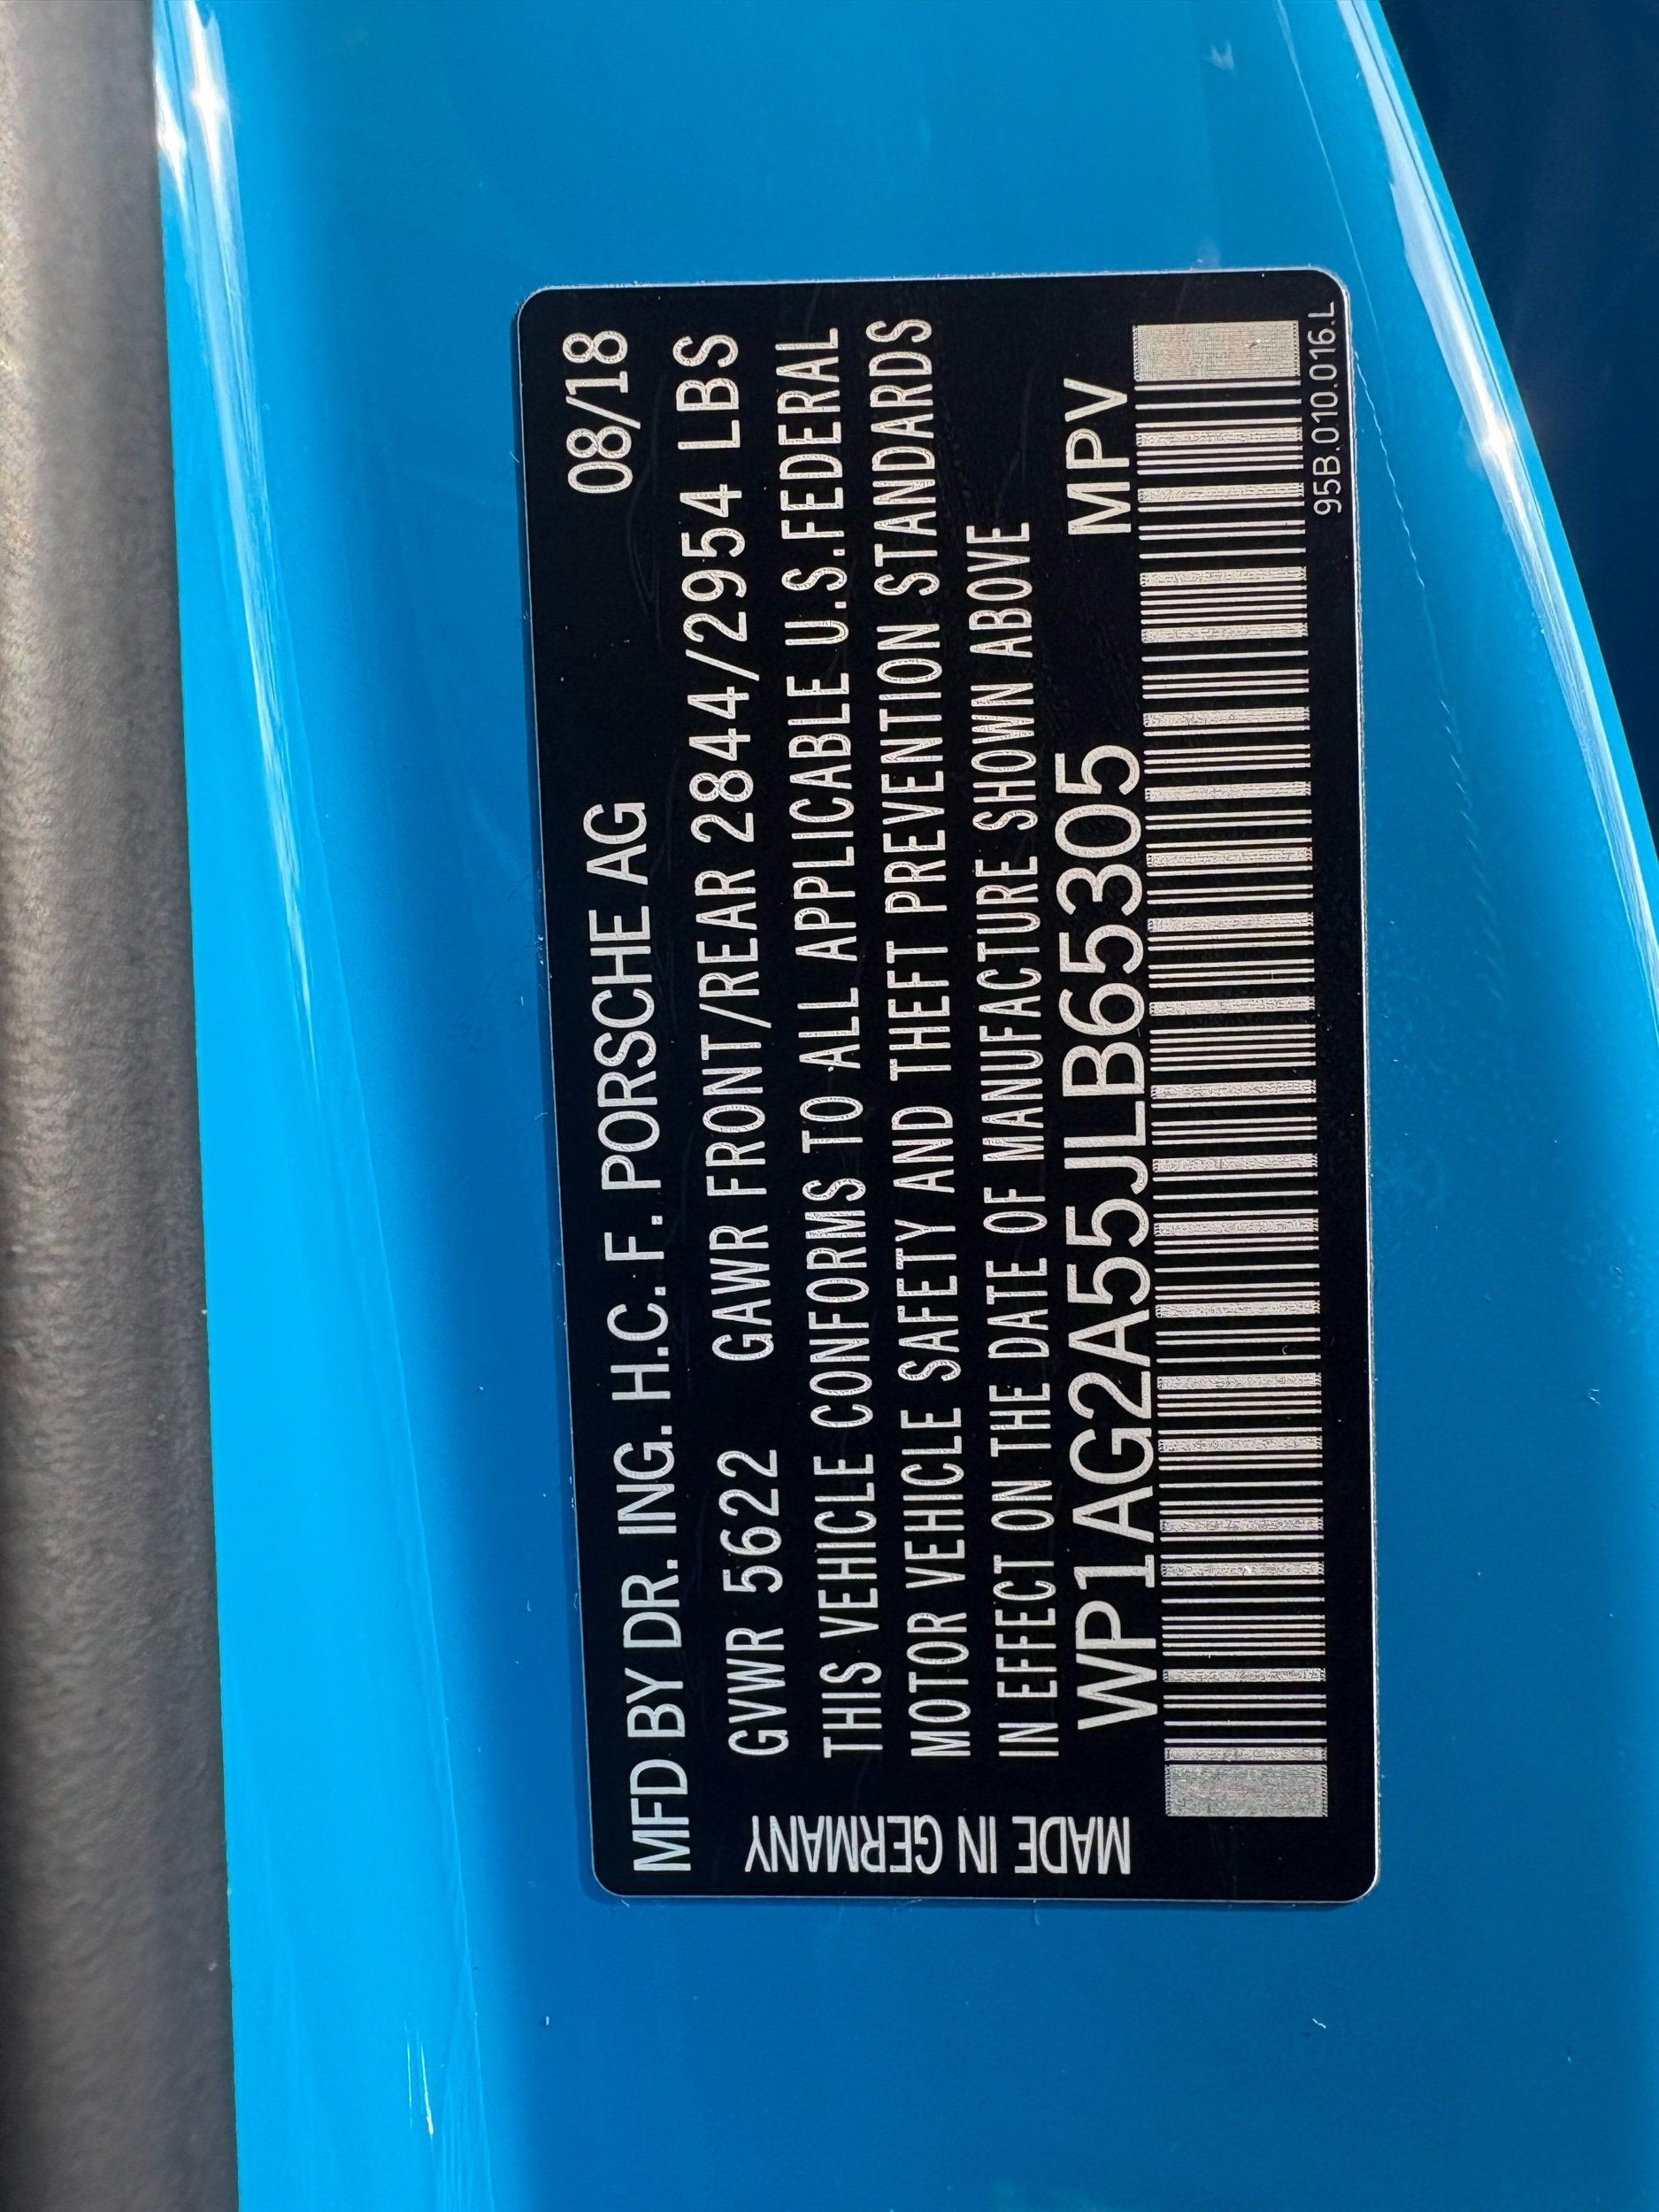 MFD BY DR. ING. H.C. F. PORSCHE AG 08/18
GVWR 5622 GAWR FRONT/REAR 2844/2954 LBS
THIS VEHICLE CONFORMS TO ALL APPLICABLE U.S.FEDERAL
MOTOR VEHICLE SAFETY AND THEFT PREVENTION STANDARDS
IN EFFECT ON THE DATE OF MANUFACTURE SHOWN ABOVE
WP1AG2A55JLB65305 MPV
95B.010.016.L
MADE IN GERMANY